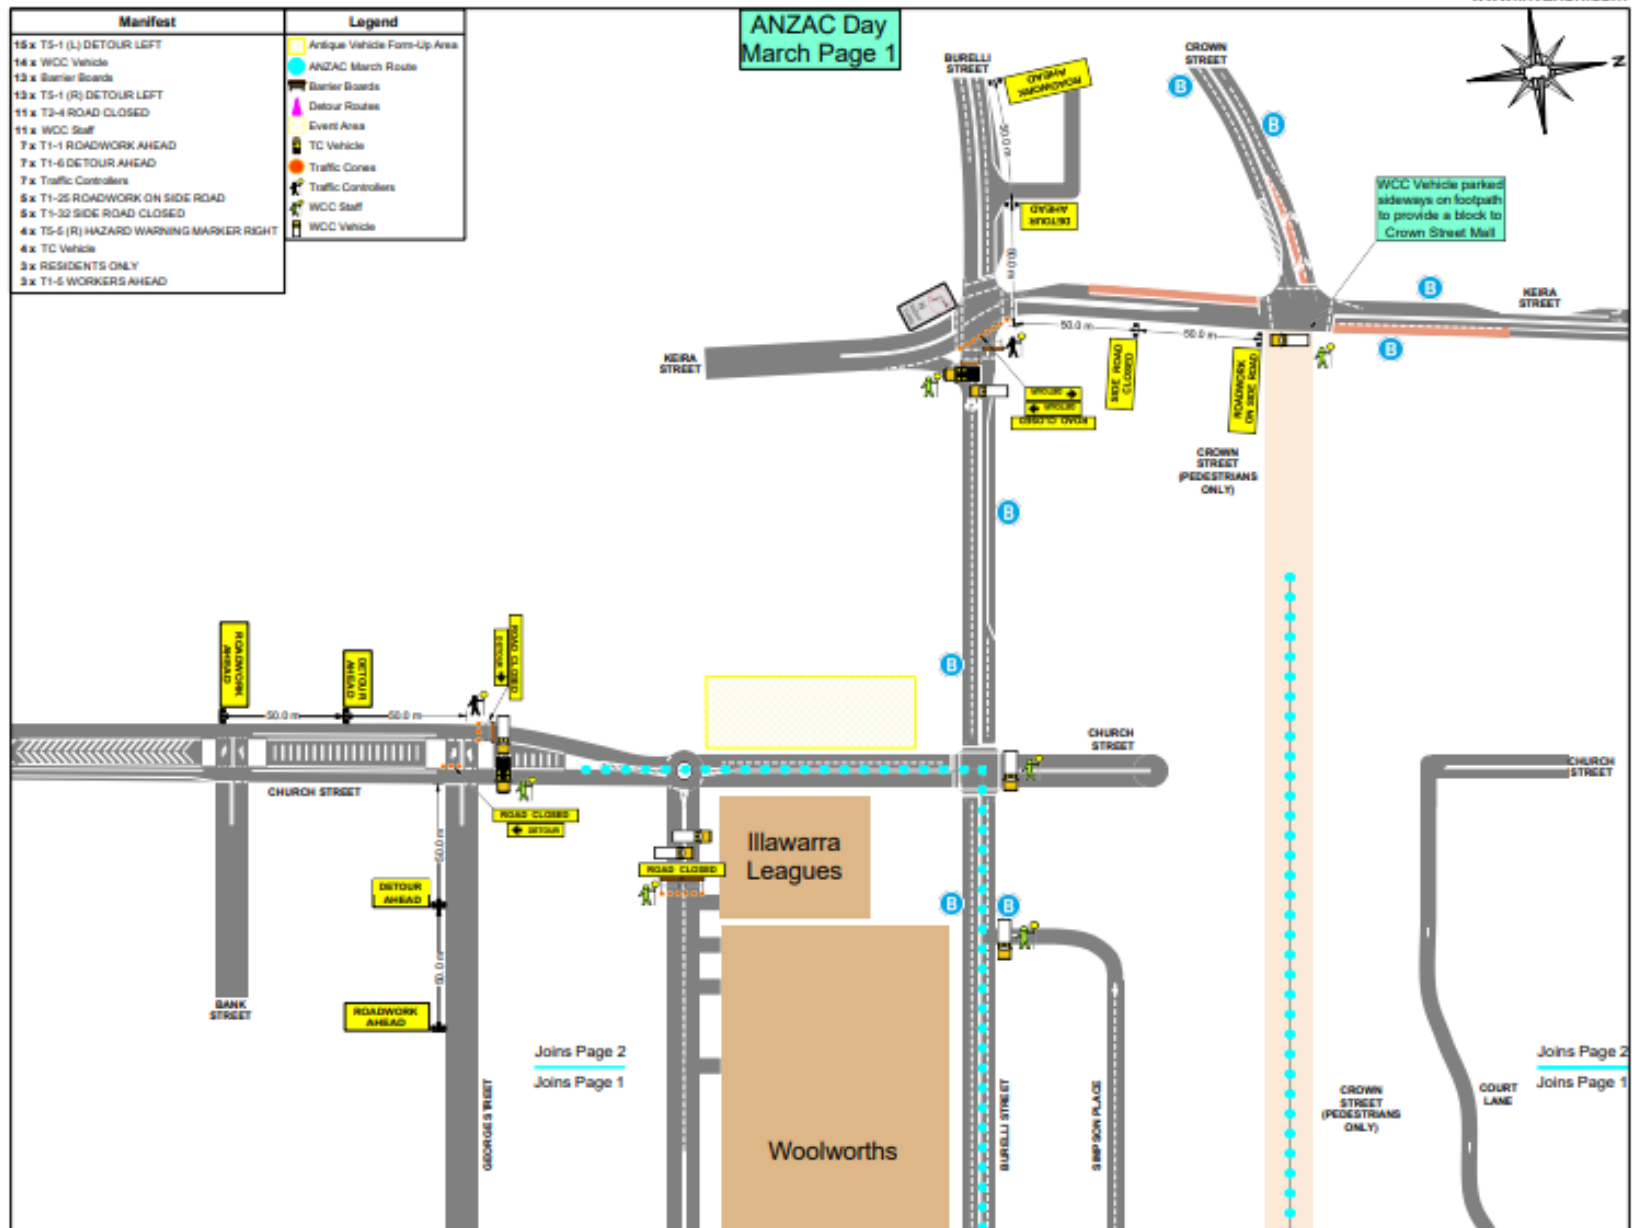 Manifest
15 x T5-1 (L) DETOUR LEFT
14 x WCC Vehicle
13 x Barrier Boards
13 x T5-1 (R) DETOUR LEFT
11 x T2-4 ROAD CLOSED
11 x WCC Staff
7 x T1-1 ROADWORK AHEAD
7 x T1-6 DETOUR AHEAD
7 x Traffic Controllers
5 x T1-25 ROADWORK ON SIDE ROAD
5 x T1-32 SIDE ROAD CLOSED
4 x T5-5 (R) HAZARD WARNING MARKER RIGHT
4 x TC Vehicle
3 x RESIDENTS ONLY
3 x T1-5 WORKERS AHEAD
Legend
Antique Vehicle Form-Up Area
ANZAC March Route
Barrier Boards
Detour Routes
Event Area
TC Vehicle
Traffic Cones
Traffic Controllers
WCC Staff
WCC Vehicle
ANZAC Day
March Page 1
BURELLI
STREET
ROADWORK
AHEAD
50.0 m
DETOUR
AHEAD
50.0 m
CROWN
STREET
B
B
N
WCC Vehicle parked
sideways on footpath
to provide a block to
Crown Street Mall
B
KEIRA
STREET
B
KEIRA
STREET
50.0 m
50.0 m
SIDE ROAD
CLOSED
ROADWORK
ON SIDE ROAD
DETOUR
DETOUR
ROAD CLOSED
CROWN
STREET
(PEDESTRIANS
ONLY)
B
B
ROADWORK
AHEAD
DETOUR
AHEAD
ROAD CLOSED
DETOUR
50.0 m
50.0 m
CHURCH STREET
ROAD CLOSED
DETOUR
CHURCH
STREET
CHURCH
STREET
50.0 m
DETOUR
AHEAD
50.0 m
ROADWORK
AHEAD
BANK
STREET
GEORGE STREET
ROAD CLOSED
Illawarra
Leagues
B
B
Joins Page 2
Joins Page 1
Woolworths
BURELLI STREET
SIMPSON PLACE
CROWN
STREET
(PEDESTRIANS
ONLY)
COURT
LANE
Joins Page 2
Joins Page 1